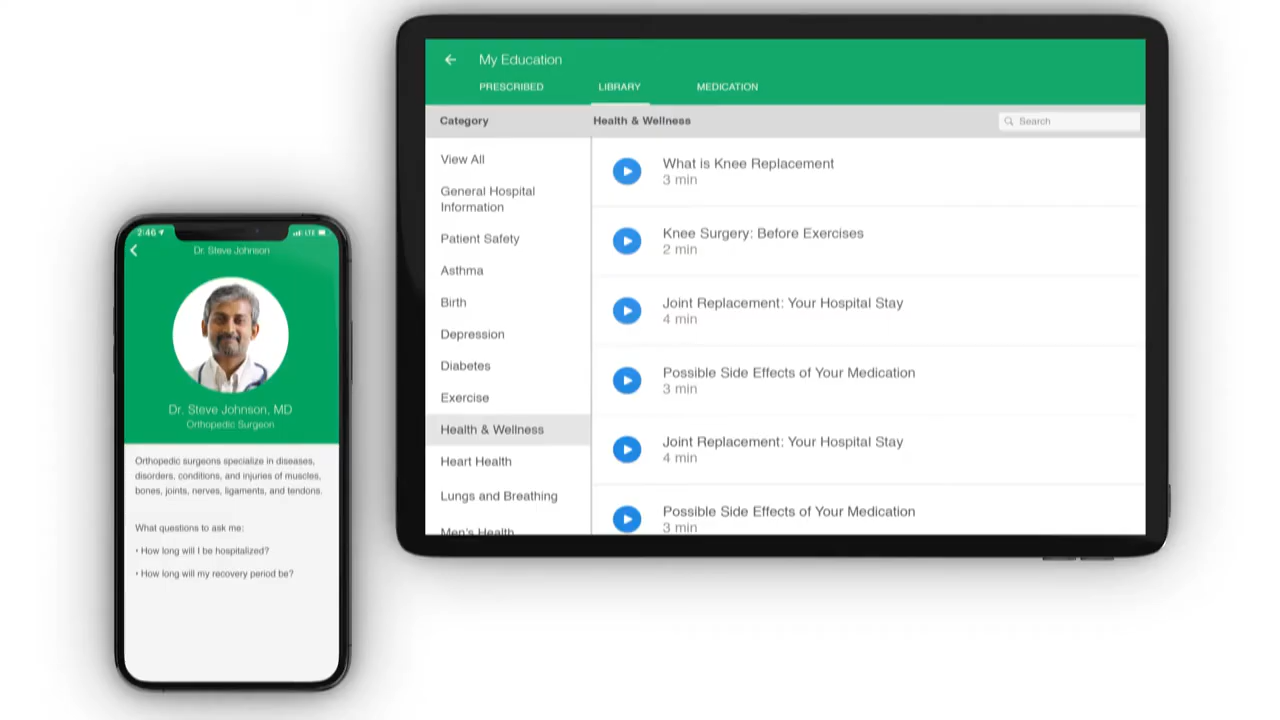 2:46
LTE
Dr. Steve Johnson
Dr. Steve Johnson, MD
Orthopedic Surgeon
Orthopedic surgeons specialize in diseases,
disorders, conditions, and injuries of muscles,
bones, joints, nerves, ligaments, and tendons.
What questions to ask me:
• How long will I be hospitalized?
• How long will my recovery period be?
My Education
PRESCRIBED
LIBRARY
MEDICATION
Category
Health & Wellness
Search
View All
General Hospital
Information
Patient Safety
Asthma
Birth
Depression
Diabetes
Exercise
Health & Wellness
Heart Health
Lungs and Breathing
Men's Health
What is Knee Replacement
3 min
Knee Surgery: Before Exercises
2 min
Joint Replacement: Your Hospital Stay
4 min
Possible Side Effects of Your Medication
3 min
Joint Replacement: Your Hospital Stay
4 min
Possible Side Effects of Your Medication
3 min